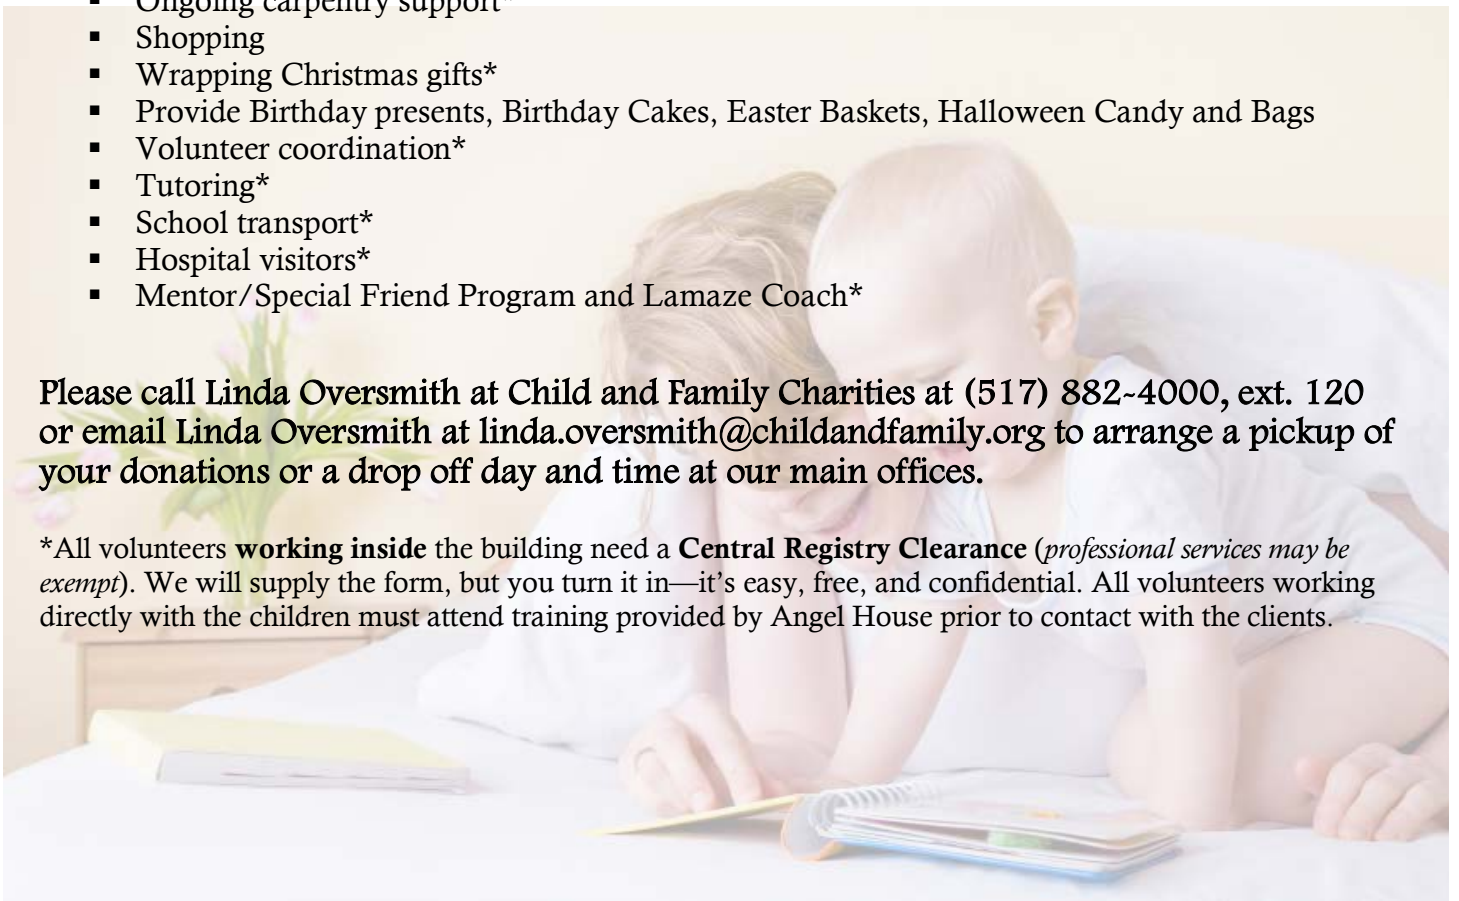 ▪ Ongoing carpentry support*
▪ Shopping
▪ Wrapping Christmas gifts*
▪ Provide Birthday presents, Birthday Cakes, Easter Baskets, Halloween Candy and Bags
▪ Volunteer coordination*
▪ Tutoring*
▪ School transport*
▪ Hospital visitors*
▪ Mentor/Special Friend Program and Lamaze Coach*
Please call Linda Oversmith at Child and Family Charities at (517) 882-4000, ext. 120
or email Linda Oversmith at linda.oversmith@childandfamily.org to arrange a pickup of
your donations or a drop off day and time at our main offices.
*All volunteers working inside the building need a Central Registry Clearance (professional services may be
exempt). We will supply the form, but you turn it in—it’s easy, free, and confidential. All volunteers working
directly with the children must attend training provided by Angel House prior to contact with the clients.